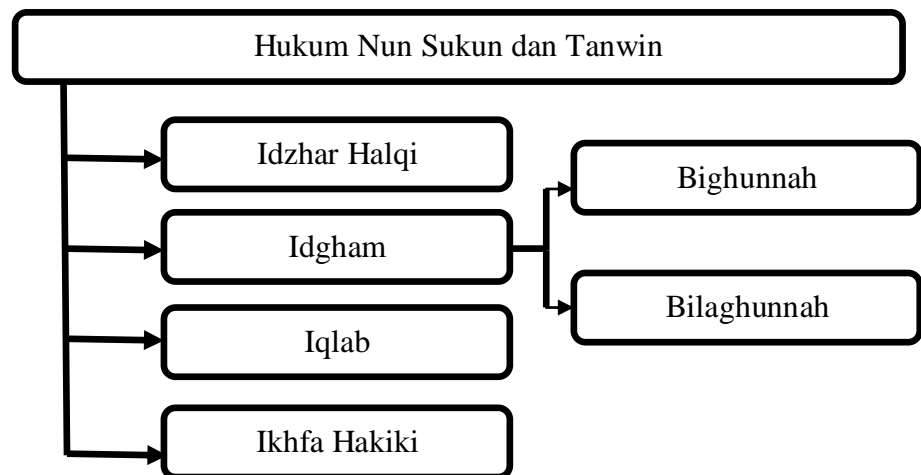 Hukum Nun Sukun dan Tanwin
Idzhar Halqi
Idgham
Bighunnah
Bilaghunnah
Iqlab
Ikhfa Hakiki